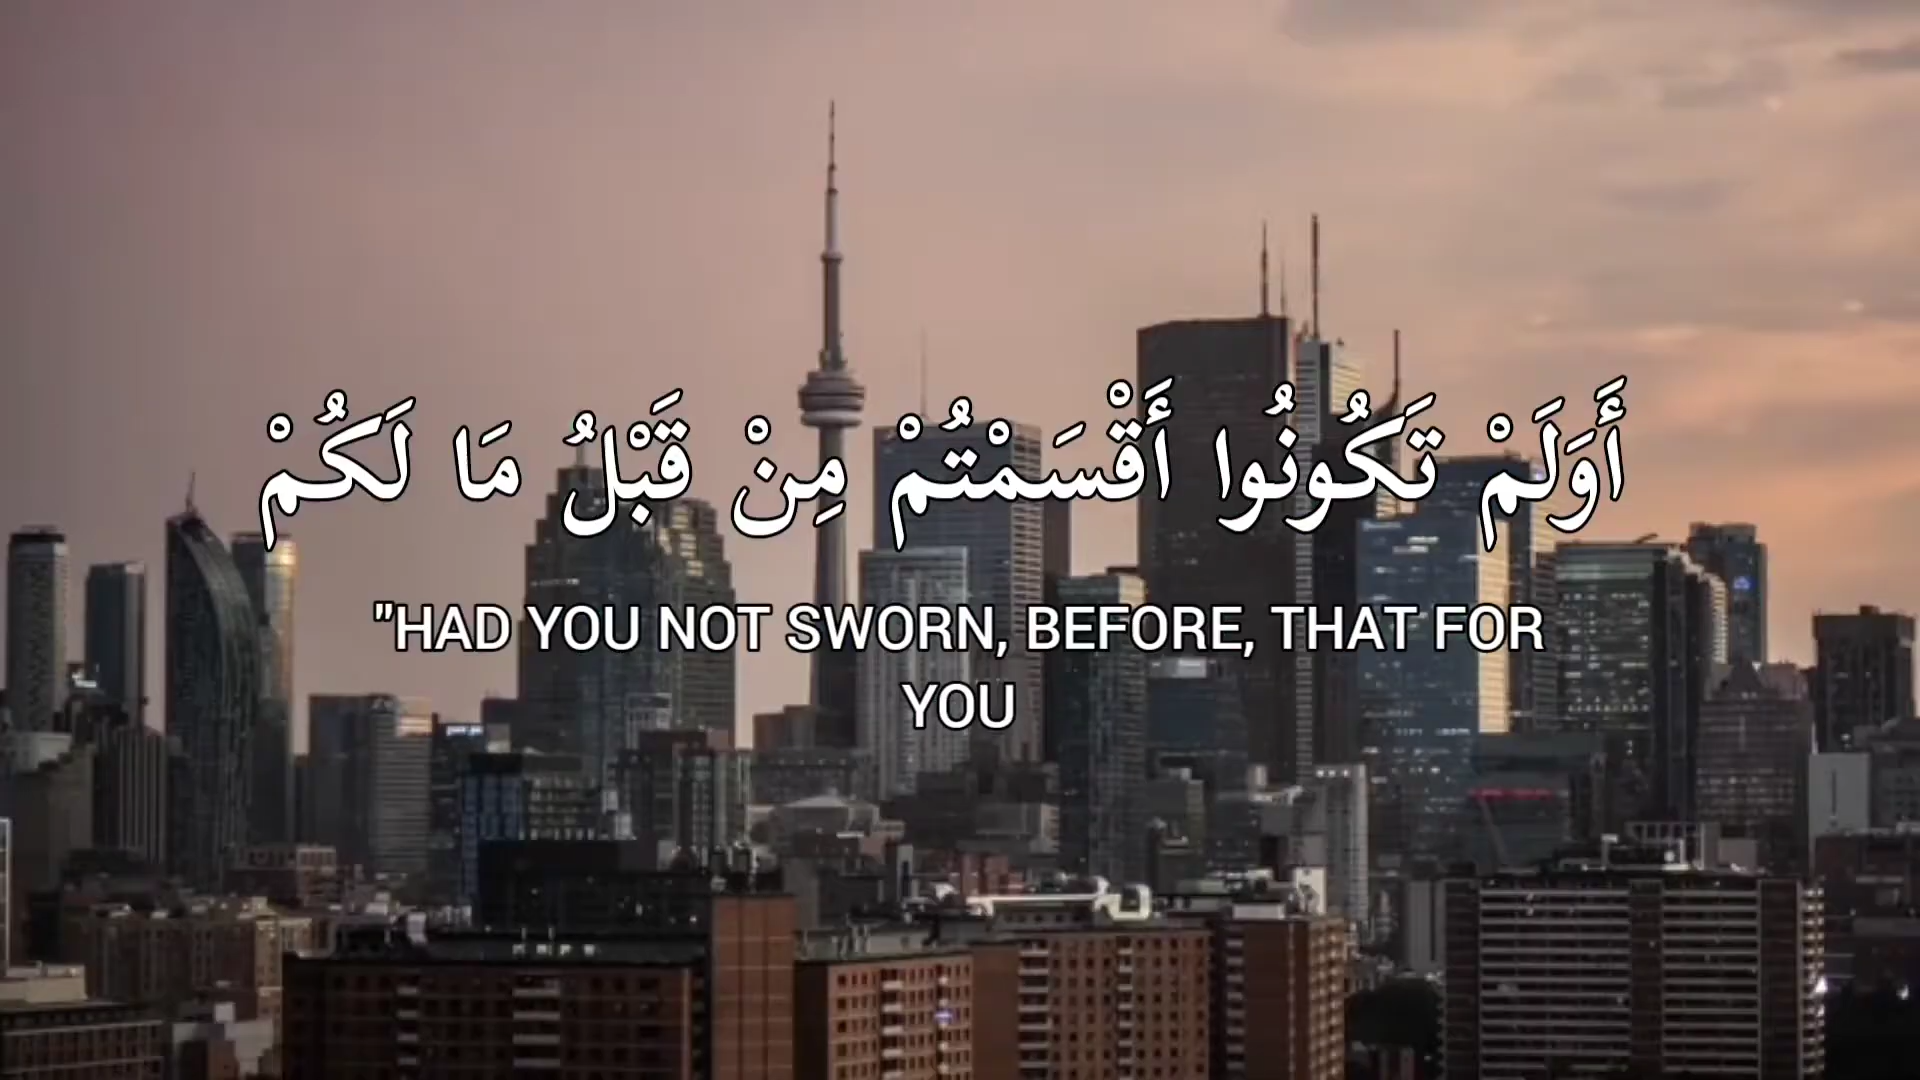 أَوَلَمْ تَكُونُوا أَقْسَمْتُمْ مِنْ قَبْلُ مَا لَكُمْ
"HAD YOU NOT SWORN, BEFORE, THAT FOR
YOU